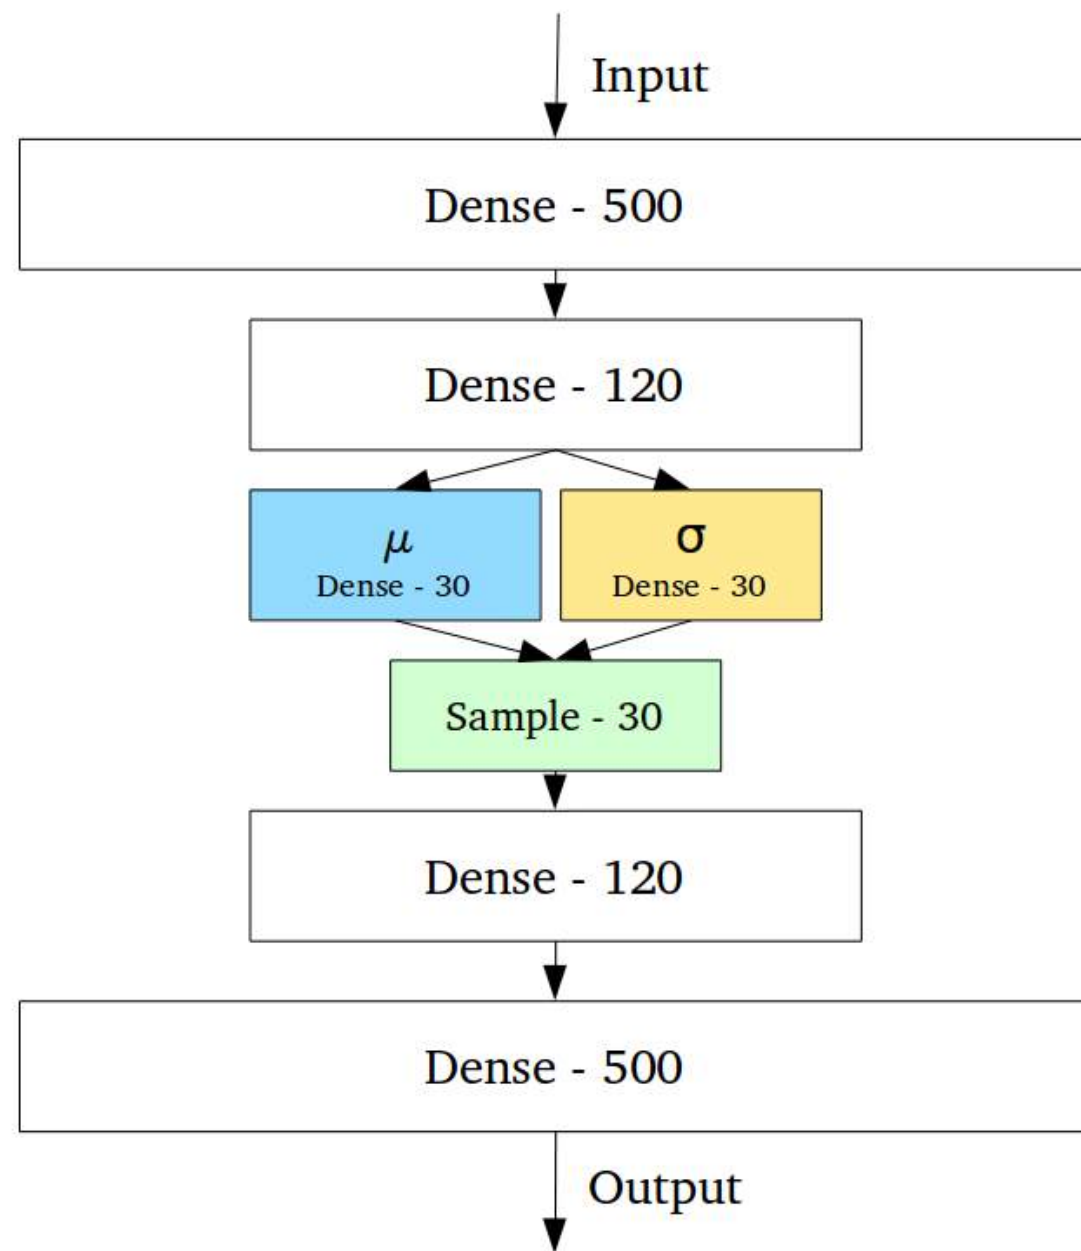 Input
Dense - 500
Dense - 120
μ
Dense - 30
σ
Dense - 30
Sample - 30
Dense - 120
Dense - 500
Output